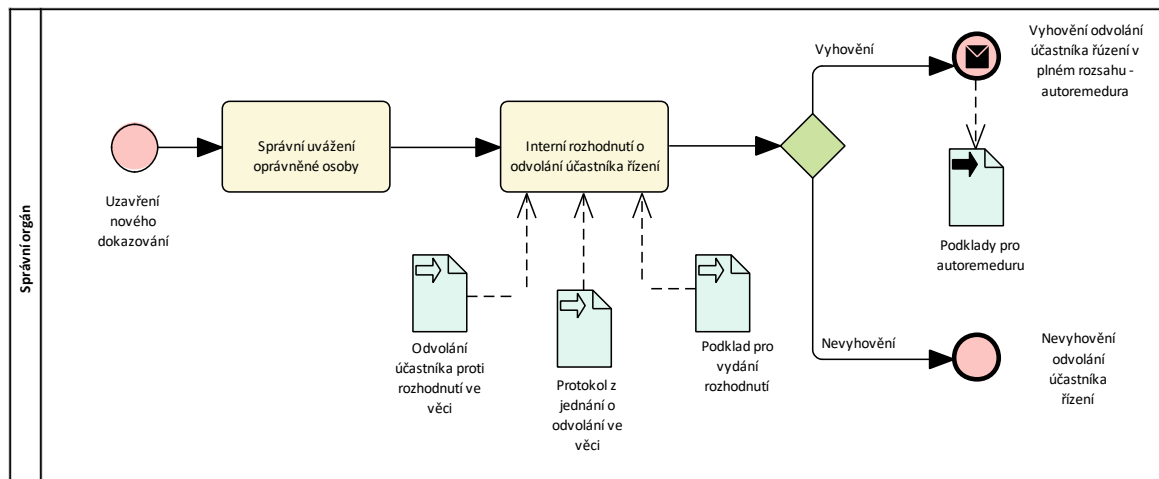 Správní orgán
Uzavření
nového
dokazování
Správní uvážení
oprávněné osoby
Interní rozhodnutí o
odvolání účastníka řízení
Odvolání
účastníka proti
rozhodnutí ve
věci
Protokol z
jednání o
odvolání ve
věci
Podklad pro
vydání
rozhodnutí
Vyhovění
Vyhovění odvolání
účastníka řúzení v
plném rozsahu -
autoremedura
Podklady pro
autoremeduru
Nevyhovění
Nevyhovění
odvolání
účastníka
řízení